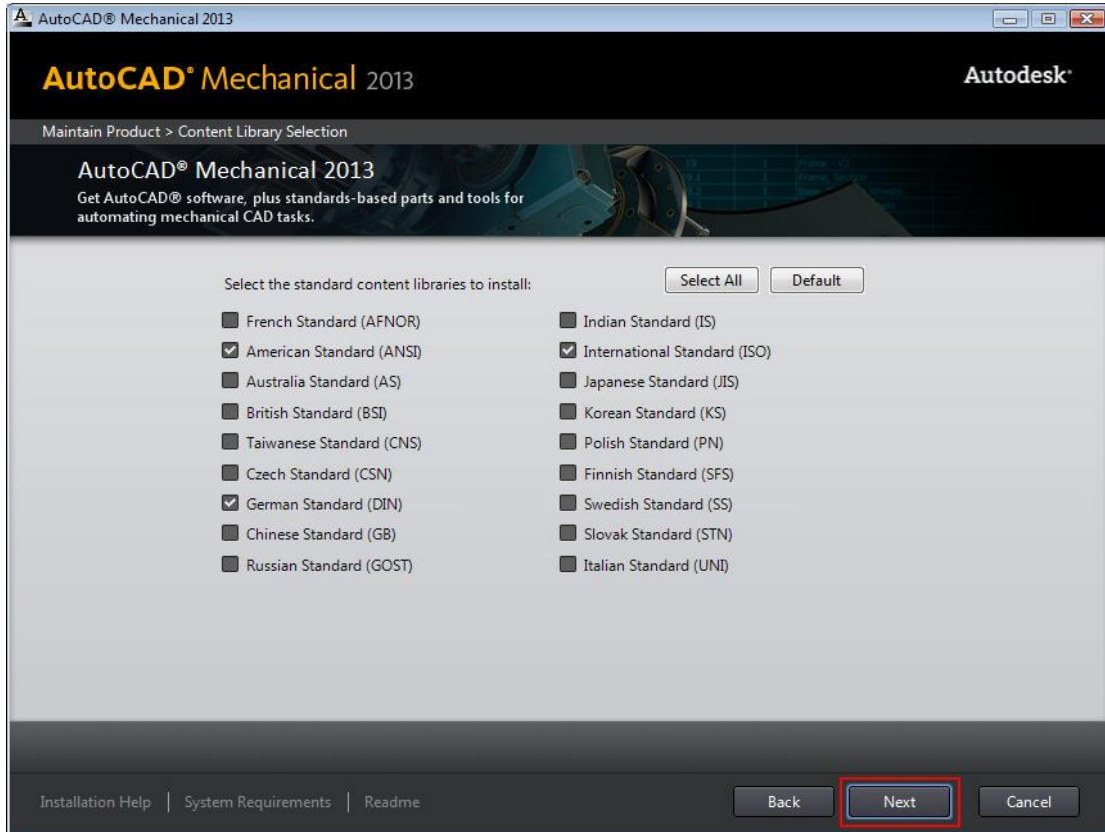 AutoCAD® Mechanical 2013
AutoCAD® Mechanical 2013
Autodesk®
Maintain Product > Content Library Selection
AutoCAD® Mechanical 2013
Get AutoCAD® software, plus standards-based parts and tools for
automating mechanical CAD tasks.
Select the standard content libraries to install:
Select All
Default
French Standard (AFNOR)
American Standard (ANSI)
Australia Standard (AS)
British Standard (BSI)
Taiwanese Standard (CNS)
Czech Standard (CSN)
German Standard (DIN)
Chinese Standard (GB)
Russian Standard (GOST)
Indian Standard (IS)
International Standard (ISO)
Japanese Standard (JIS)
Korean Standard (KS)
Polish Standard (PN)
Finnish Standard (SFS)
Swedish Standard (SS)
Slovak Standard (STN)
Italian Standard (UNI)
Installation Help | System Requirements | Readme
Back
Next
Cancel